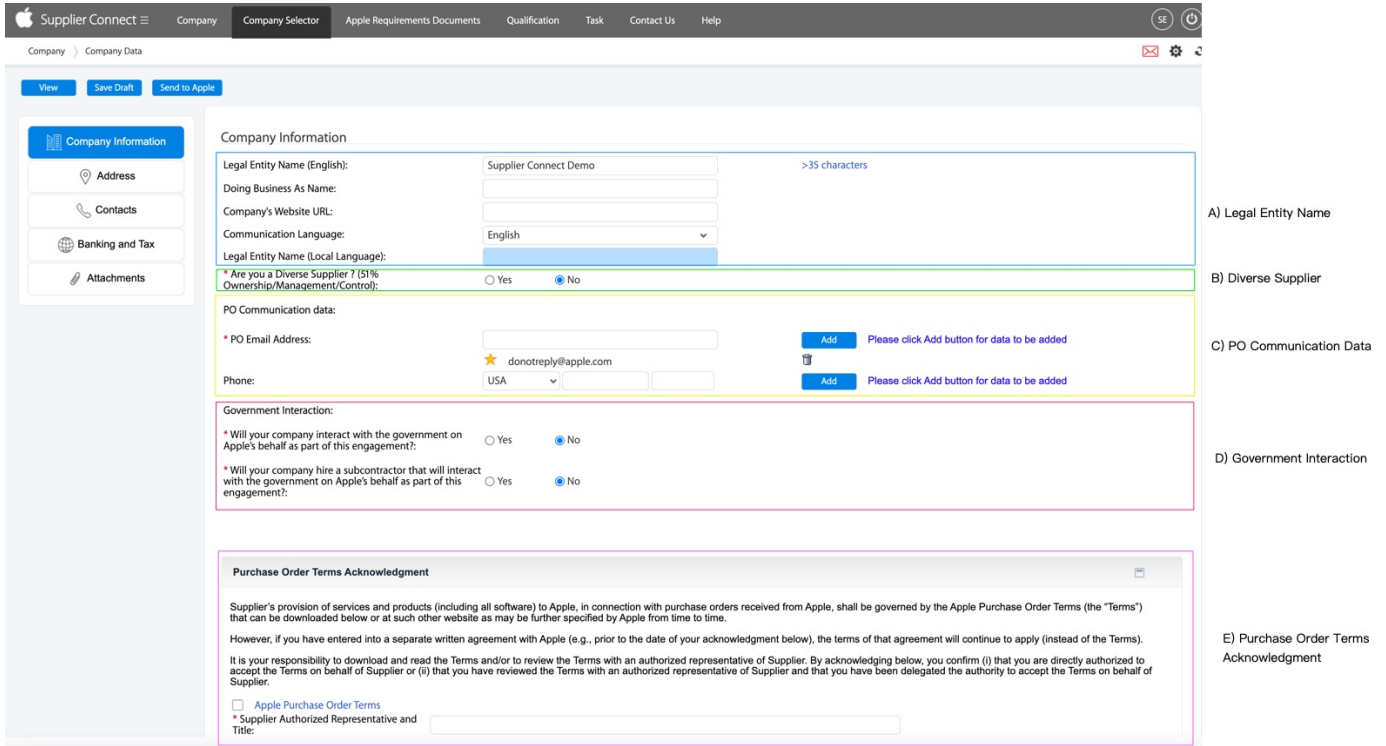 Supplier Connect
Company
Company Selector
Apple Requirements Documents
Qualification
Task
Contact Us
Help
SE
Company
Company Data
View
Save Draft
Send to Apple
Company Information
Address
Contacts
Banking and Tax
Attachments
Company Information
Legal Entity Name (English):
Supplier Connect Demo
>35 characters
Doing Business As Name:
Company's Website URL:
Communication Language:
English
Legal Entity Name (Local Language):
A) Legal Entity Name
* Are you a Diverse Supplier ? (51%
Ownership/Management/Control):
Yes
No
B) Diverse Supplier
PO Communication data:
* PO Email Address:
Add
Please click Add button for data to be added
donotreply@apple.com
Phone:
USA
Add
Please click Add button for data to be added
C) PO Communication Data
Government Interaction:
* Will your company interact with the government on
Apple's behalf as part of this engagement?:
Yes
No
* Will your company hire a subcontractor that will interact
with the government on Apple's behalf as part of this
engagement?:
Yes
No
D) Government Interaction
Purchase Order Terms Acknowledgment
Supplier's provision of services and products (including all software) to Apple, in connection with purchase orders received from Apple, shall be governed by the Apple Purchase Order Terms (the “Terms”)
that can be downloaded below or at such other website as may be further specified by Apple from time to time.
However, if you have entered into a separate written agreement with Apple (e.g., prior to the date of your acknowledgment below), the terms of that agreement will continue to apply (instead of the Terms).
It is your responsibility to download and read the Terms and/or to review the Terms with an authorized representative of Supplier. By acknowledging below, you confirm (i) that you are directly authorized to
accept the Terms on behalf of Supplier or (ii) that you have reviewed the Terms with an authorized representative of Supplier and that you have been delegated the authority to accept the Terms on behalf of
Supplier.
Apple Purchase Order Terms
* Supplier Authorized Representative and
Title:
E) Purchase Order Terms
Acknowledgment